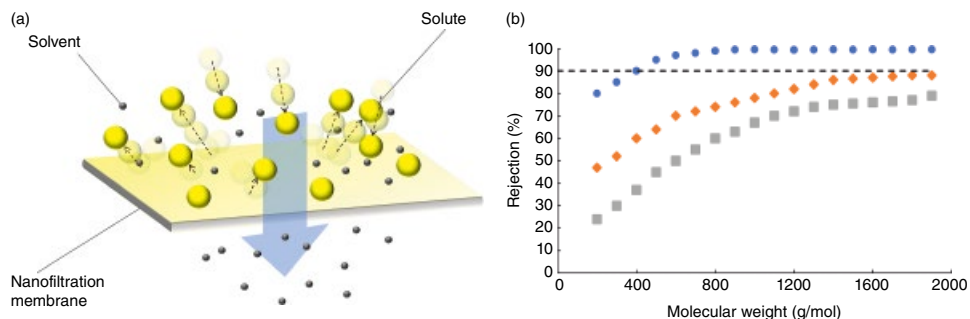 (a)
Solvent
Solute
Nanofiltration
membrane
(b)
Rejection (%)
100
90
80
70
60
50
40
30
20
10
0
0 400 800 1200 1600 2000
Molecular weight (g/mol)